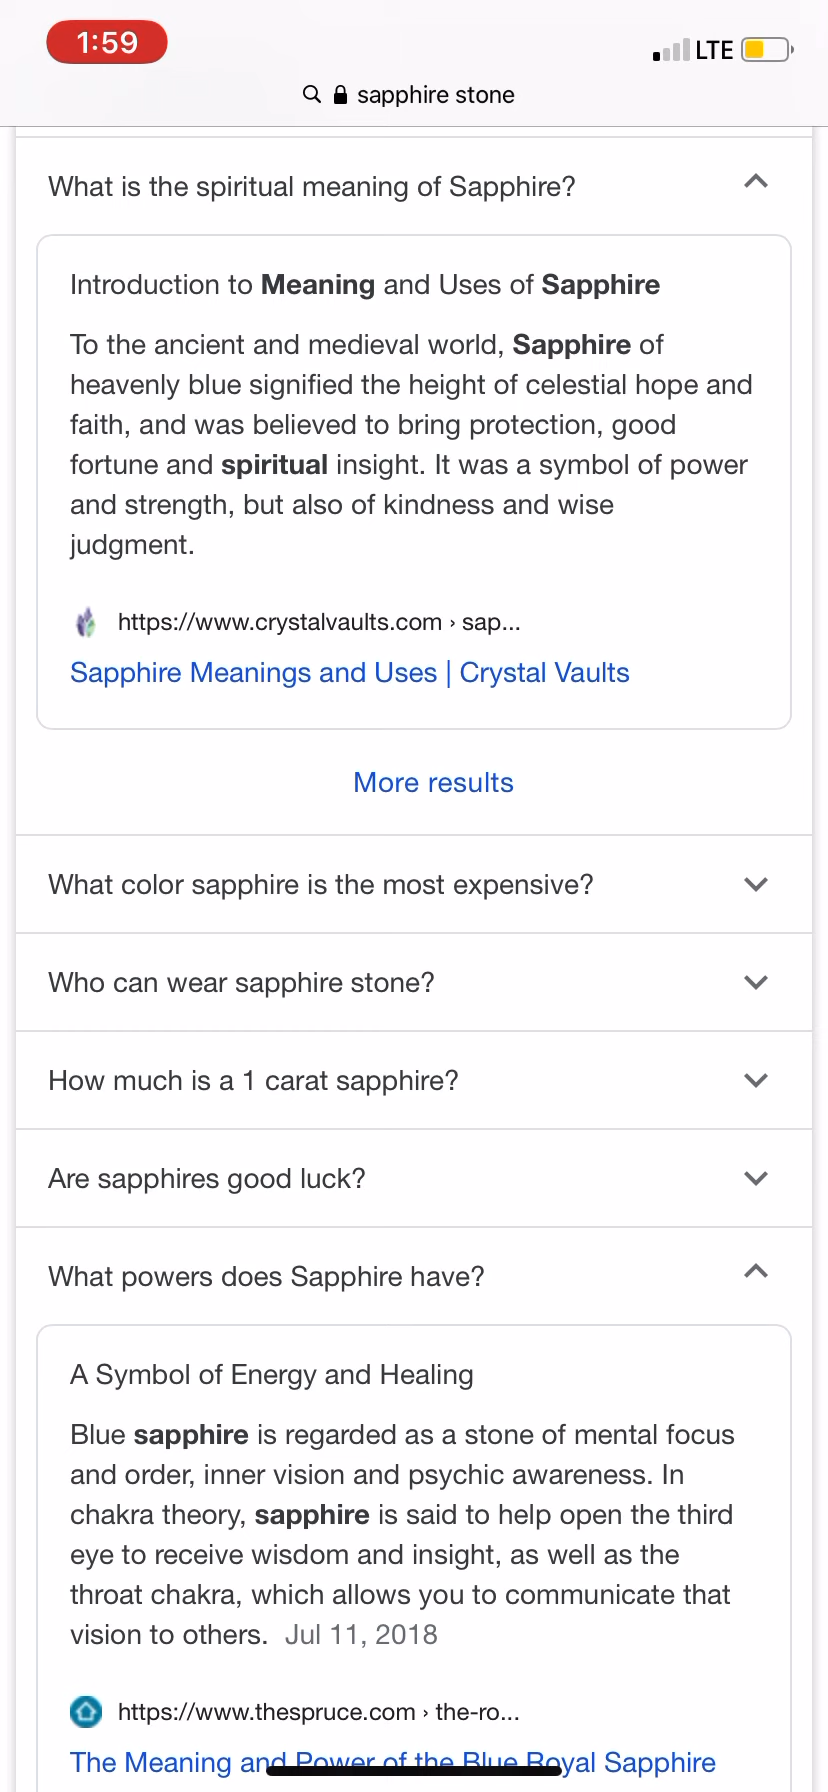 1:59
LTE
sapphire stone
What is the spiritual meaning of Sapphire?
Introduction to Meaning and Uses of Sapphire
To the ancient and medieval world, Sapphire of
heavenly blue signified the height of celestial hope and
faith, and was believed to bring protection, good
fortune and spiritual insight. It was a symbol of power
and strength, but also of kindness and wise
judgment.
https://www.crystalvaults.com › sap...
Sapphire Meanings and Uses | Crystal Vaults
More results
What color sapphire is the most expensive?
Who can wear sapphire stone?
How much is a 1 carat sapphire?
Are sapphires good luck?
What powers does Sapphire have?
A Symbol of Energy and Healing
Blue sapphire is regarded as a stone of mental focus
and order, inner vision and psychic awareness. In
chakra theory, sapphire is said to help open the third
eye to receive wisdom and insight, as well as the
throat chakra, which allows you to communicate that
vision to others. Jul 11, 2018
https://www.thespruce.com › the-ro...
The Meaning and Power of the Blue Royal Sapphire